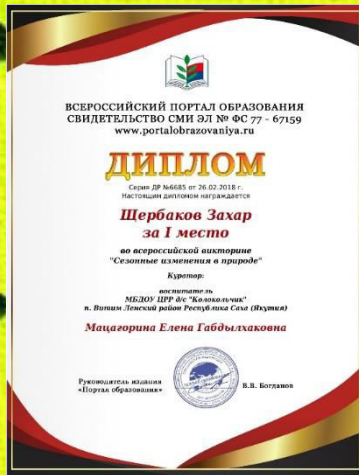 ВСЕРОССИЙСКИЙ ПОРТАЛ ОБРАЗОВАНИЯ
СВИДЕТЕЛЬСТВО СМИ ЭЛ № ФС 77 - 67159
www.portalobrazovaniya.ru
ДИПЛОМ
Серия ДР №6685 от 26.02.2018 г.
Настоящим дипломом награждается
Щербаков Захар
за I место
во всероссийской викторине
"Сезонные изменения в природе"
Куратор:
воспитатель
МБДОУ ЦРР д/с "Колокольчик"
п. Витим Ленский район Республика Саха (Якутия)
Мацагорина Елена Габдылхаковна
Руководитель издания
«Портал образования»
В.В. Богданов